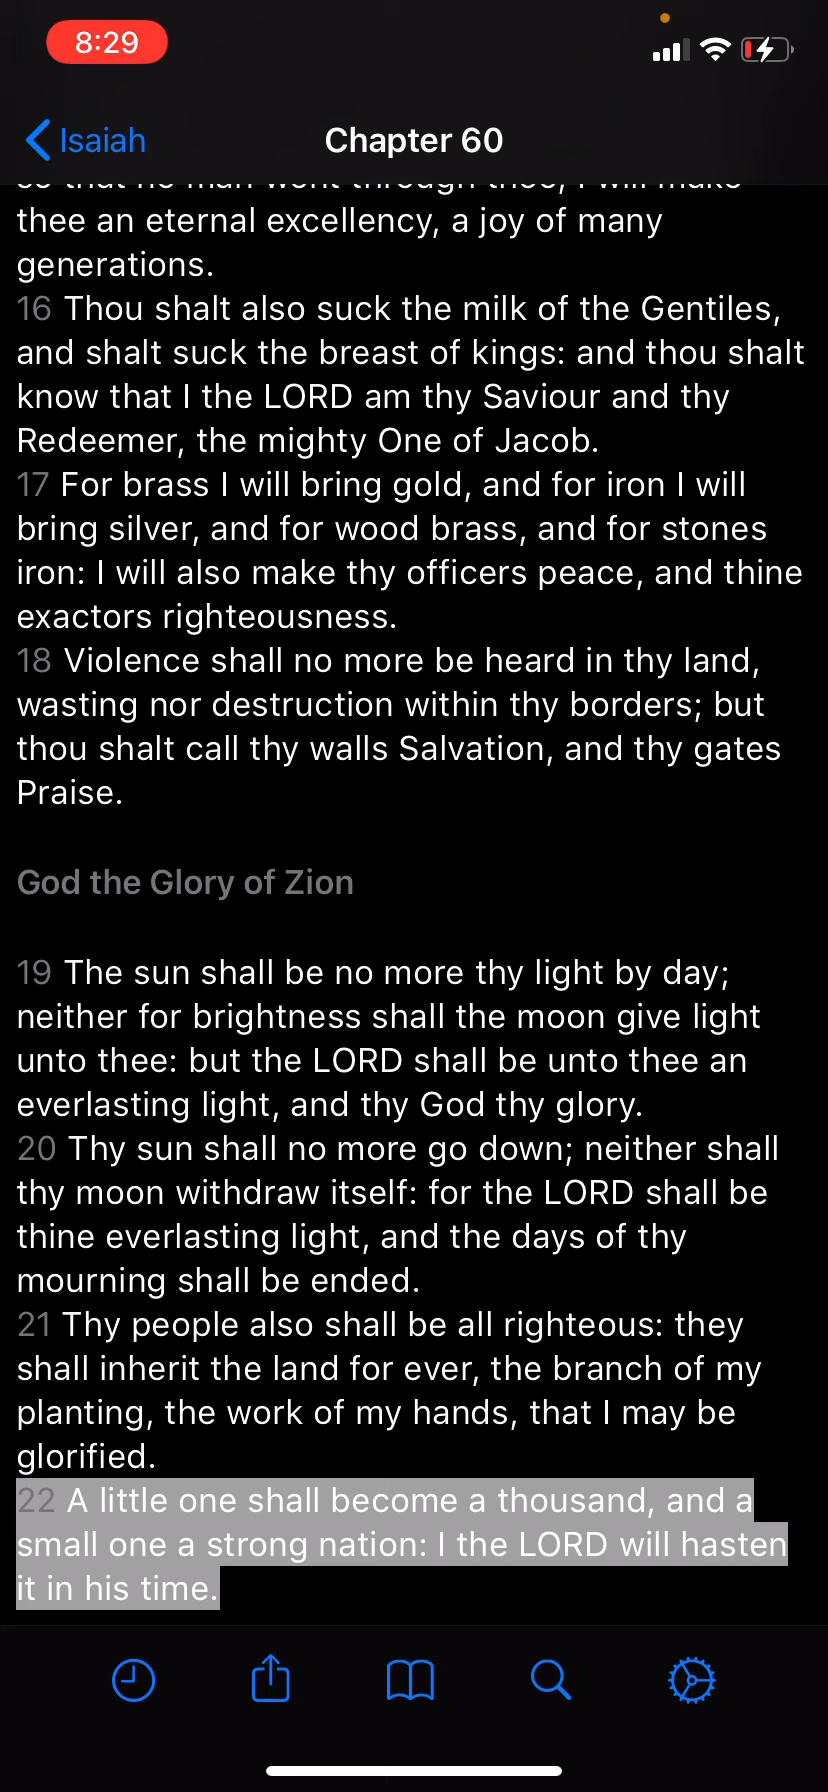 8:29
Isaiah
Chapter 60
so that no man went through thee, I will make
thee an eternal excellency, a joy of many
generations.
16 Thou shalt also suck the milk of the Gentiles,
and shalt suck the breast of kings: and thou shalt
know that I the LORD am thy Saviour and thy
Redeemer, the mighty One of Jacob.
17 For brass I will bring gold, and for iron I will
bring silver, and for wood brass, and for stones
iron: I will also make thy officers peace, and thine
exactors righteousness.
18 Violence shall no more be heard in thy land,
wasting nor destruction within thy borders; but
thou shalt call thy walls Salvation, and thy gates
Praise.
God the Glory of Zion
19 The sun shall be no more thy light by day;
neither for brightness shall the moon give light
unto thee: but the LORD shall be unto thee an
everlasting light, and thy God thy glory.
20 Thy sun shall no more go down; neither shall
thy moon withdraw itself: for the LORD shall be
thine everlasting light, and the days of thy
mourning shall be ended.
21 Thy people also shall be all righteous: they
shall inherit the land for ever, the branch of my
planting, the work of my hands, that I may be
glorified.
22 A little one shall become a thousand, and a
small one a strong nation: I the LORD will hasten
it in his time.